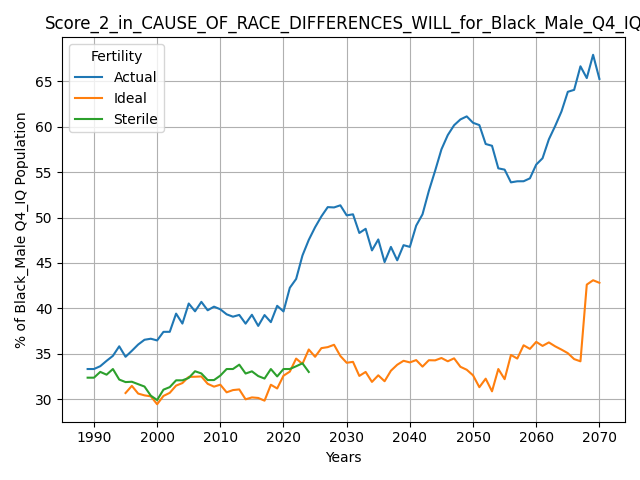 Score_2_in_CAUSE_OF_RACE_DIFFERENCES_WILL_for_Black_Male_Q4_IQ
Fertility
Actual
Ideal
Sterile
% of Black_Male Q4_IQ Population
65
60
55
50
45
40
35
30
1990 2000 2010 2020 2030 2040 2050 2060 2070
Years